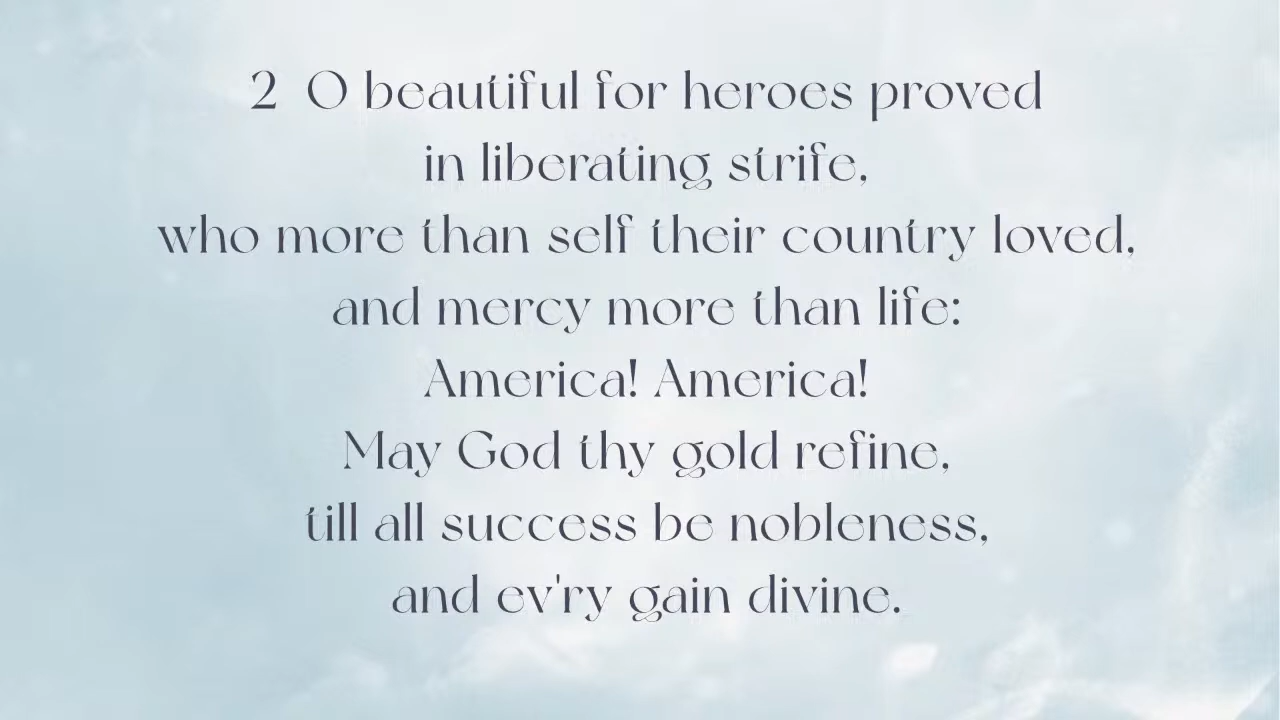 2 O beautiful for heroes proved
in liberating strife,
who more than self their country loved,
and mercy more than life:
America! America!
May God thy gold refine,
till all success be nobleness,
and ev'ry gain divine.